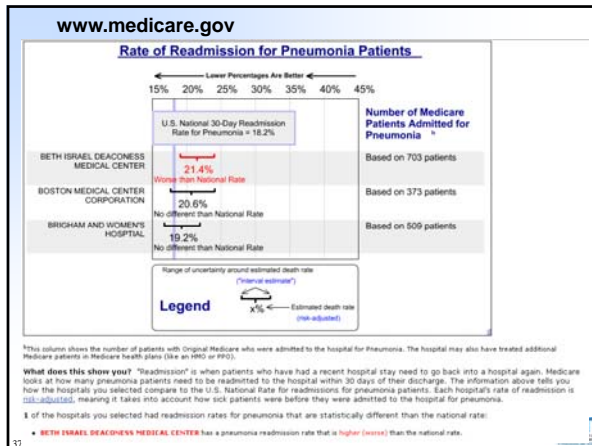 www.medicare.gov
Rate of Readmission for Pneumonia Patients
Lower Percentages Are Better
15% 20% 25% 30% 35% 40% 45%
U.S. National 30-Day Readmission
Rate for Pneumonia = 18.2%
Number of Medicare
Patients Admitted for
Pneumonia b
BETH ISRAEL DEACONESS
MEDICAL CENTER
21.4%
Worse than National Rate
Based on 703 patients
BOSTON MEDICAL CENTER
CORPORATION
20.6%
No different than National Rate
Based on 373 patients
BRIGHAM AND WOMEN'S
HOSPTIAL
19.2%
No different than National Rate
Based on 509 patients
Range of uncertainty around estimated death rate
("interval estimate")
Legend
x%
Estimated death rate
(risk-adjusted)
bThis column shows the number of patients with Original Medicare who were admitted to the hospital for Pneumonia. The hospital may also have treated additional
Medicare patients in Medicare health plans (like an HMO or PPO).
What does this show you? "Readmission" is when patients who have had a recent hospital stay need to go back into a hospital again. Medicare
looks at how many pneumonia patients need to be readmitted to the hospital within 30 days of their discharge. The information above tells you
how the hospitals you selected compare to the U.S. National Rate for readmissions for pneumonia patients. Each hospital's rate of readmission is
risk-adjusted, meaning it takes into account how sick patients were before they were admitted to the hospital for pneumonia.
1 of the hospitals you selected had readmission rates for pneumonia that are statistically different than the national rate:
• BETH ISRAEL DEACONESS MEDICAL CENTER has a pneumonia readmission rate that is higher (worse) than the national rate.